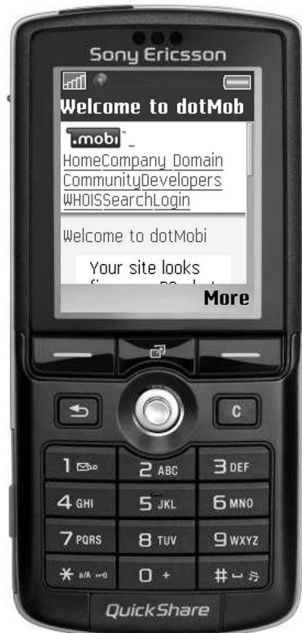 Sony Ericsson
Welcome to dotMob
.mobi™
HomeCompany Domain
CommunityDevelopers
WHOISSearchLogin
Welcome to dotMobi
Your site looks
More
C
1
2 ABC
3 DEF
4 GHI
5 JKL
6 MNO
7 PQRS
8 TUV
9 WXYZ
* a/A
0 +
#
QuickShare